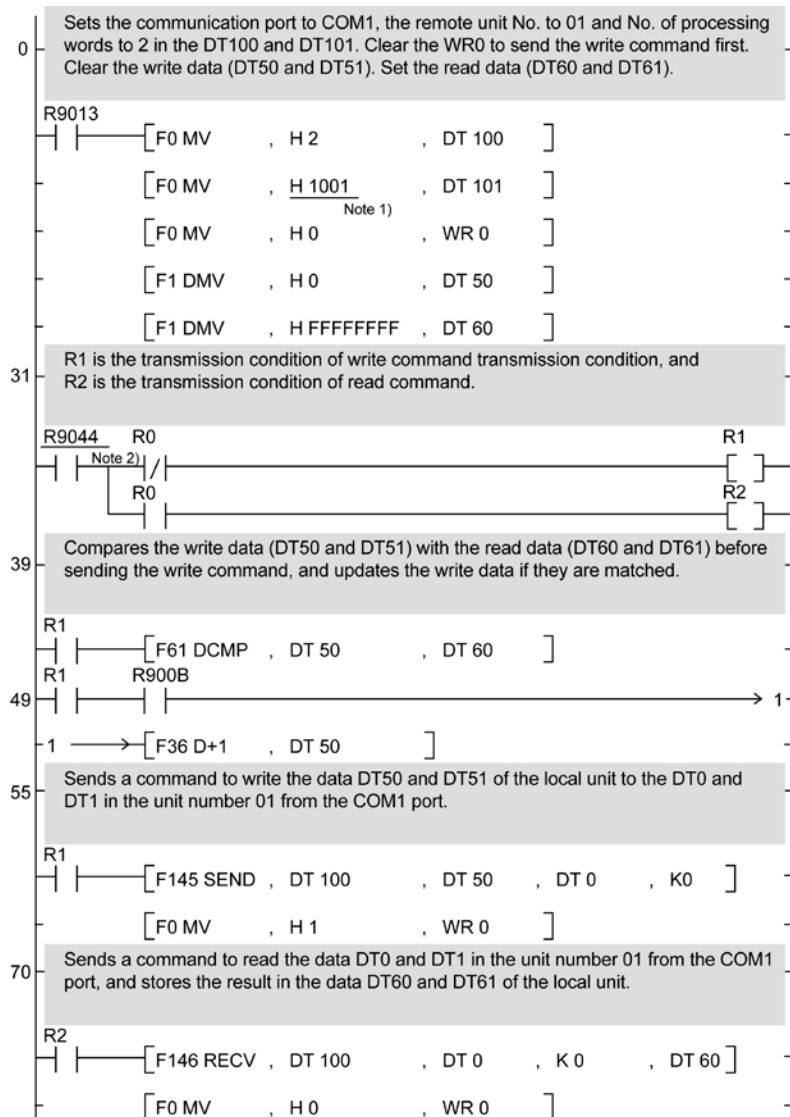 Sets the communication port to COM1, the remote unit No. to 01 and No. of processing
0 words to 2 in the DT100 and DT101. Clear the WR0 to send the write command first.
Clear the write data (DT50 and DT51). Set the read data (DT60 and DT61).
R9013
[F0 MV , H 2 , DT 100 ]
[F0 MV , H 1001 , DT 101 ]
Note 1)
[F0 MV , H 0 , WR 0 ]
[F1 DMV , H 0 , DT 50 ]
[F1 DMV , H FFFFFFFF , DT 60 ]
R1 is the transmission condition of write command transmission condition, and
31 R2 is the transmission condition of read command.
R9044 R0 R1
Note 2)
R0 R2
Compares the write data (DT50 and DT51) with the read data (DT60 and DT61) before
39 sending the write command, and updates the write data if they are matched.
R1
[F61 DCMP , DT 50 , DT 60 ]
R1 R900B
49 1
1 [F36 D+1 , DT 50 ]
Sends a command to write the data DT50 and DT51 of the local unit to the DT0 and
55 DT1 in the unit number 01 from the COM1 port.
R1
[F145 SEND , DT 100 , DT 50 , DT 0 , K0 ]
[F0 MV , H 1 , WR 0 ]
Sends a command to read the data DT0 and DT1 in the unit number 01 from the COM1
70 port, and stores the result in the data DT60 and DT61 of the local unit.
R2
[F146 RECV , DT 100 , DT 0 , K 0 , DT 60 ]
[F0 MV , H 0 , WR 0 ]